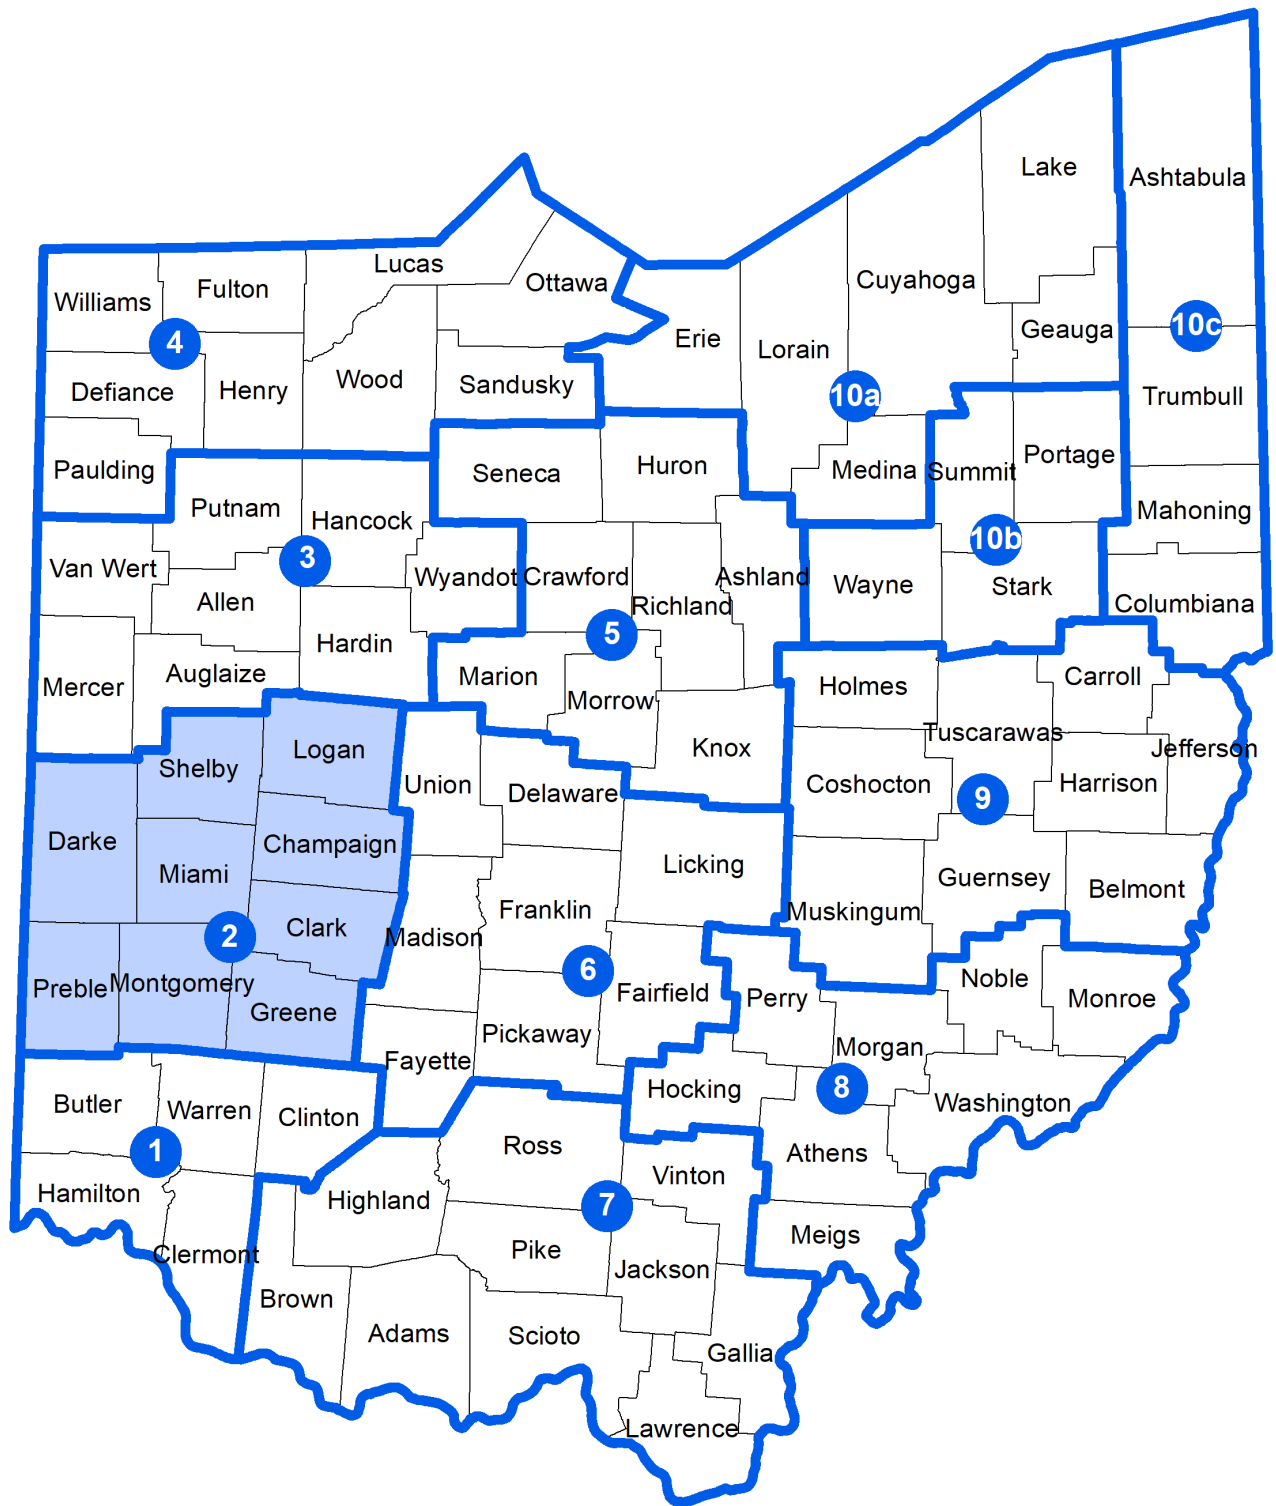 Lake
Ashtabula
Lucas
Ottawa
Cuyahoga
Williams
Fulton
10c
Geauga
4
Erie
Lorain
Defiance
Henry
Wood
Sandusky
10a
Trumbull
Paulding
Seneca
Huron
Medina
Summit
Portage
Putnam
Hancock
Mahoning
10b
Van Wert
3
Wyandot
Crawford
Ashland
Wayne
Stark
Allen
Richland
Columbiana
Hardin
5
Mercer
Auglaize
Marion
Morrow
Holmes
Carroll
Logan
Knox
Tuscarawas
Jefferson
Shelby
Union
Delaware
Coshocton
9
Harrison
Darke
Champaign
Miami
Licking
Guernsey
Belmont
2
Clark
Madison
Franklin
Muskingum
Preble
Montgomery
6
Fairfield
Perry
Noble
Monroe
Greene
Pickaway
Morgan
Fayette
Hocking
8
Washington
Butler
Warren
Clinton
1
Ross
Vinton
Athens
Hamilton
Highland
7
Clermont
Pike
Jackson
Meigs
Brown
Adams
Scioto
Gallia
Lawrence